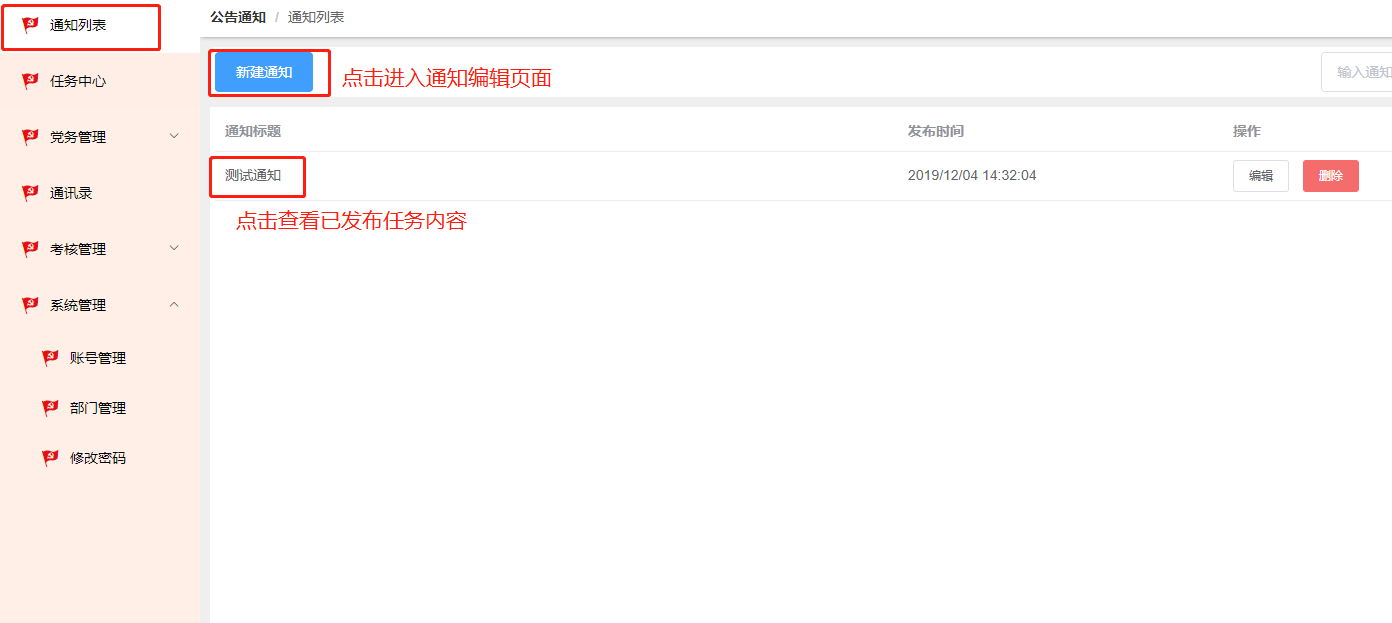 通知列表
任务中心
党务管理
通讯录
考核管理
系统管理
账号管理
部门管理
修改密码
公告通知 / 通知列表
新建通知
点击进入通知编辑页面
输入通知
通知标题 发布时间 操作
测试通知 2019/12/04 14:32:04 编辑 删除
点击查看已发布任务内容